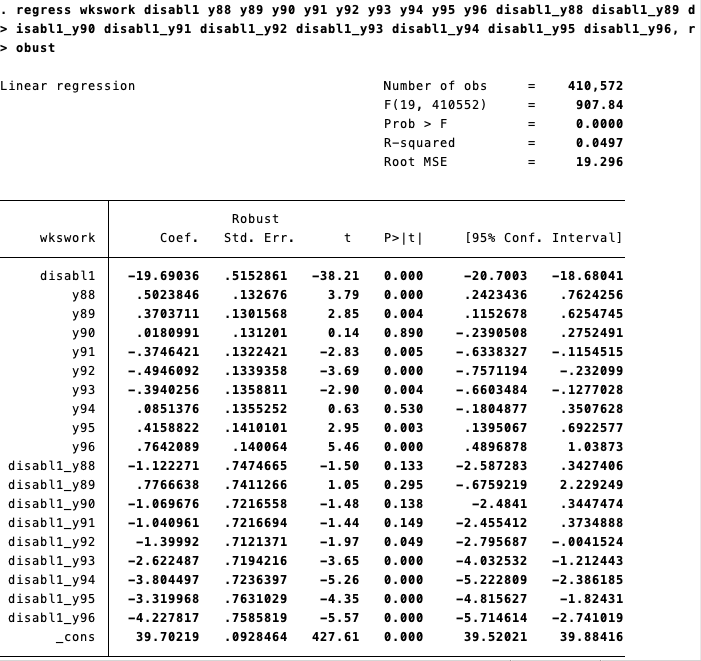 . regress wkswork disabl1 y88 y89 y90 y91 y92 y93 y94 y95 y96 disabl1_y88 disabl1_y89 d
> isabl1_y90 disabl1_y91 disabl1_y92 disabl1_y93 disabl1_y94 disabl1_y95 disabl1_y96, r
> obust
Linear regression Number of obs = 410,572
F(19, 410552) = 907.84
Prob > F = 0.0000
R-squared = 0.0497
Root MSE = 19.296
Robust
wkswork Coef. Std. Err. t P>|t| [95% Conf. Interval]
disabl1 -19.69036 .5152861 -38.21 0.000 -20.7003 -18.68041
y88 .5023846 .132676 3.79 0.000 .2423436 .7624256
y89 .3703711 .1301568 2.85 0.004 .1152678 .6254745
y90 .0180991 .131201 0.14 0.890 -.2390508 .2752491
y91 -.3746421 .1322421 -2.83 0.005 -.6338327 -.1154515
y92 -.4946092 .1339358 -3.69 0.000 -.7571194 -.232099
y93 -.3940256 .1358811 -2.90 0.004 -.6603484 -.1277028
y94 .0851376 .1355252 0.63 0.530 -.1804877 .3507628
y95 .4158822 .1410101 2.95 0.003 .1395067 .6922577
y96 .7642089 .140064 5.46 0.000 .4896878 1.03873
disabl1_y88 -1.122271 .7474665 -1.50 0.133 -2.587283 .3427406
disabl1_y89 .7766638 .7411266 1.05 0.295 -.6759219 2.229249
disabl1_y90 -1.069676 .7216558 -1.48 0.138 -2.4841 .3447474
disabl1_y91 -1.040961 .7216694 -1.44 0.149 -2.455412 .3734888
disabl1_y92 -1.39992 .7121371 -1.97 0.049 -2.795687 -.0041524
disabl1_y93 -2.622487 .7194216 -3.65 0.000 -4.032532 -1.212443
disabl1_y94 -3.804497 .7236397 -5.26 0.000 -5.222809 -2.386185
disabl1_y95 -3.319968 .7631029 -4.35 0.000 -4.815627 -1.82431
disabl1_y96 -4.227817 .7585819 -5.57 0.000 -5.714614 -2.741019
_cons 39.70219 .0928464 427.61 0.000 39.52021 39.88416